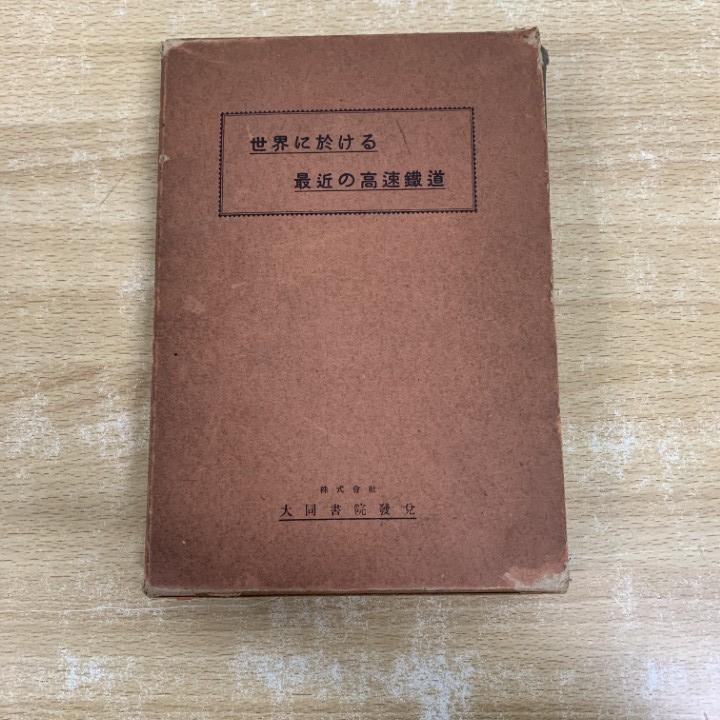 世界に於ける
最近の高速鐵道
株式會社
大同書院發兌